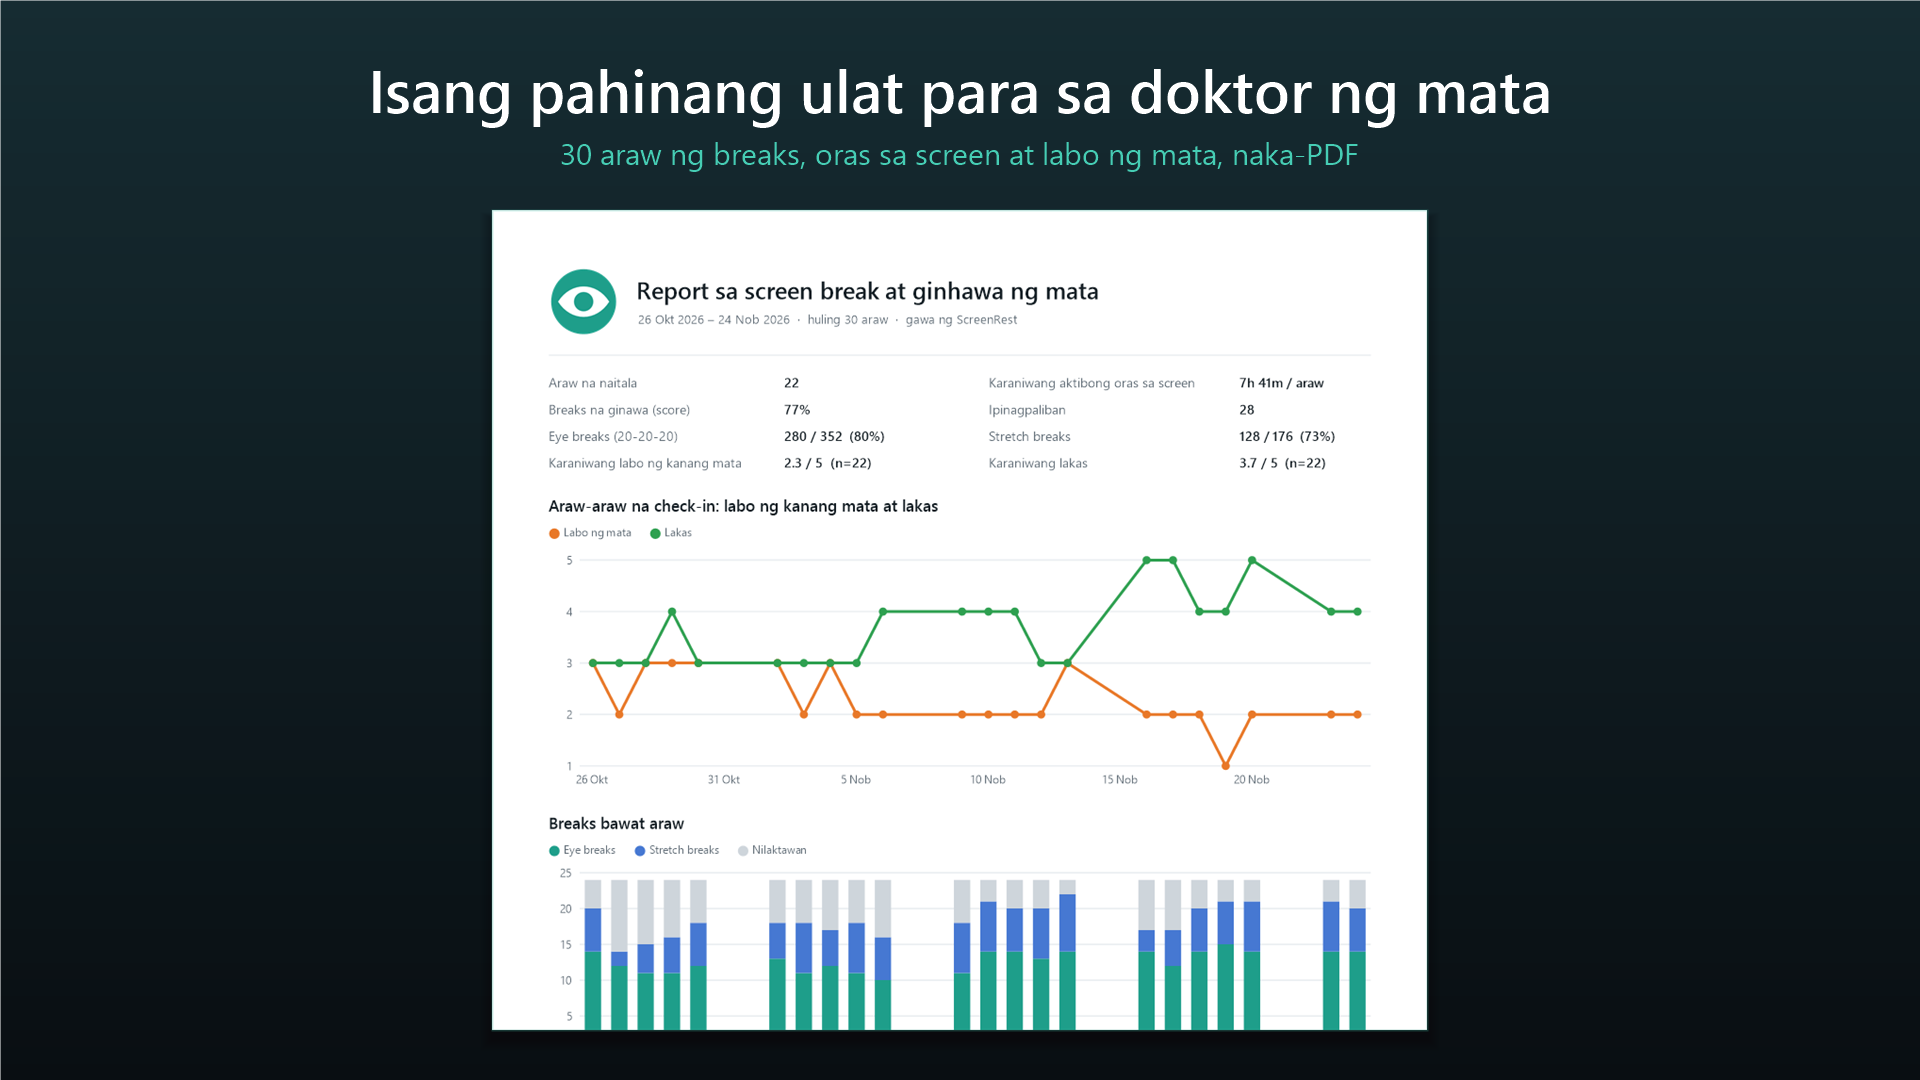 Isang pahinang ulat para sa doktor ng mata
30 araw ng breaks, oras sa screen at labo ng mata, naka-PDF
Report sa screen break at ginhawa ng mata
26 Okt 2026 – 24 Nob 2026 · huling 30 araw · gawa ng ScreenRest
Araw na naitala 22 Karaniwang aktibong oras sa screen 7h 41m / araw
Breaks na ginawa (score) 77% Ipinagpaliban 28
Eye breaks (20-20-20) 280 / 352 (80%) Stretch breaks 128 / 176 (73%)
Karaniwang labo ng kanang mata 2.3 / 5 (n=22) Karaniwang lakas 3.7 / 5 (n=22)
Araw-araw na check-in: labo ng kanang mata at lakas
Labo ng mata Lakas
5
4
3
2
1
26 Okt 31 Okt 5 Nob 10 Nob 15 Nob 20 Nob
Breaks bawat araw
Eye breaks Stretch breaks Nilaktawan
25
20
15
10
5